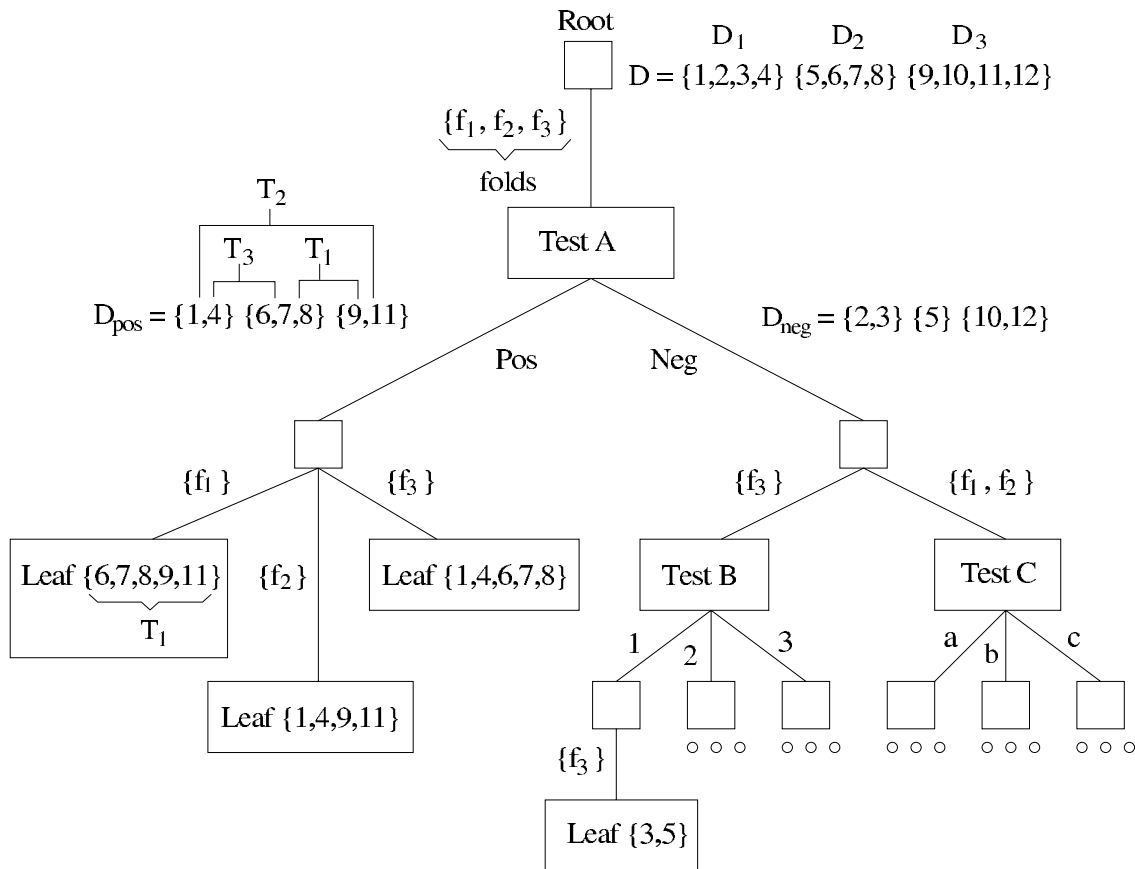 Root
D₁ D₂ D₃
D = {1,2,3,4} {5,6,7,8} {9,10,11,12}
{f₁ , f₂ , f₃ }
folds
T₂
T₃ T₁
Test A
D_pos = {1,4} {6,7,8} {9,11}
D_neg = {2,3} {5} {10,12}
Pos Neg
{f₁ } {f₃ } {f₃ } {f₁ , f₂ }
Leaf {6,7,8,9,11}
T₁
{f₂ }
Leaf {1,4,6,7,8}
Test B
Test C
1 2 3
a b c
Leaf {1,4,9,11}
{f₃ }
Leaf {3,5}